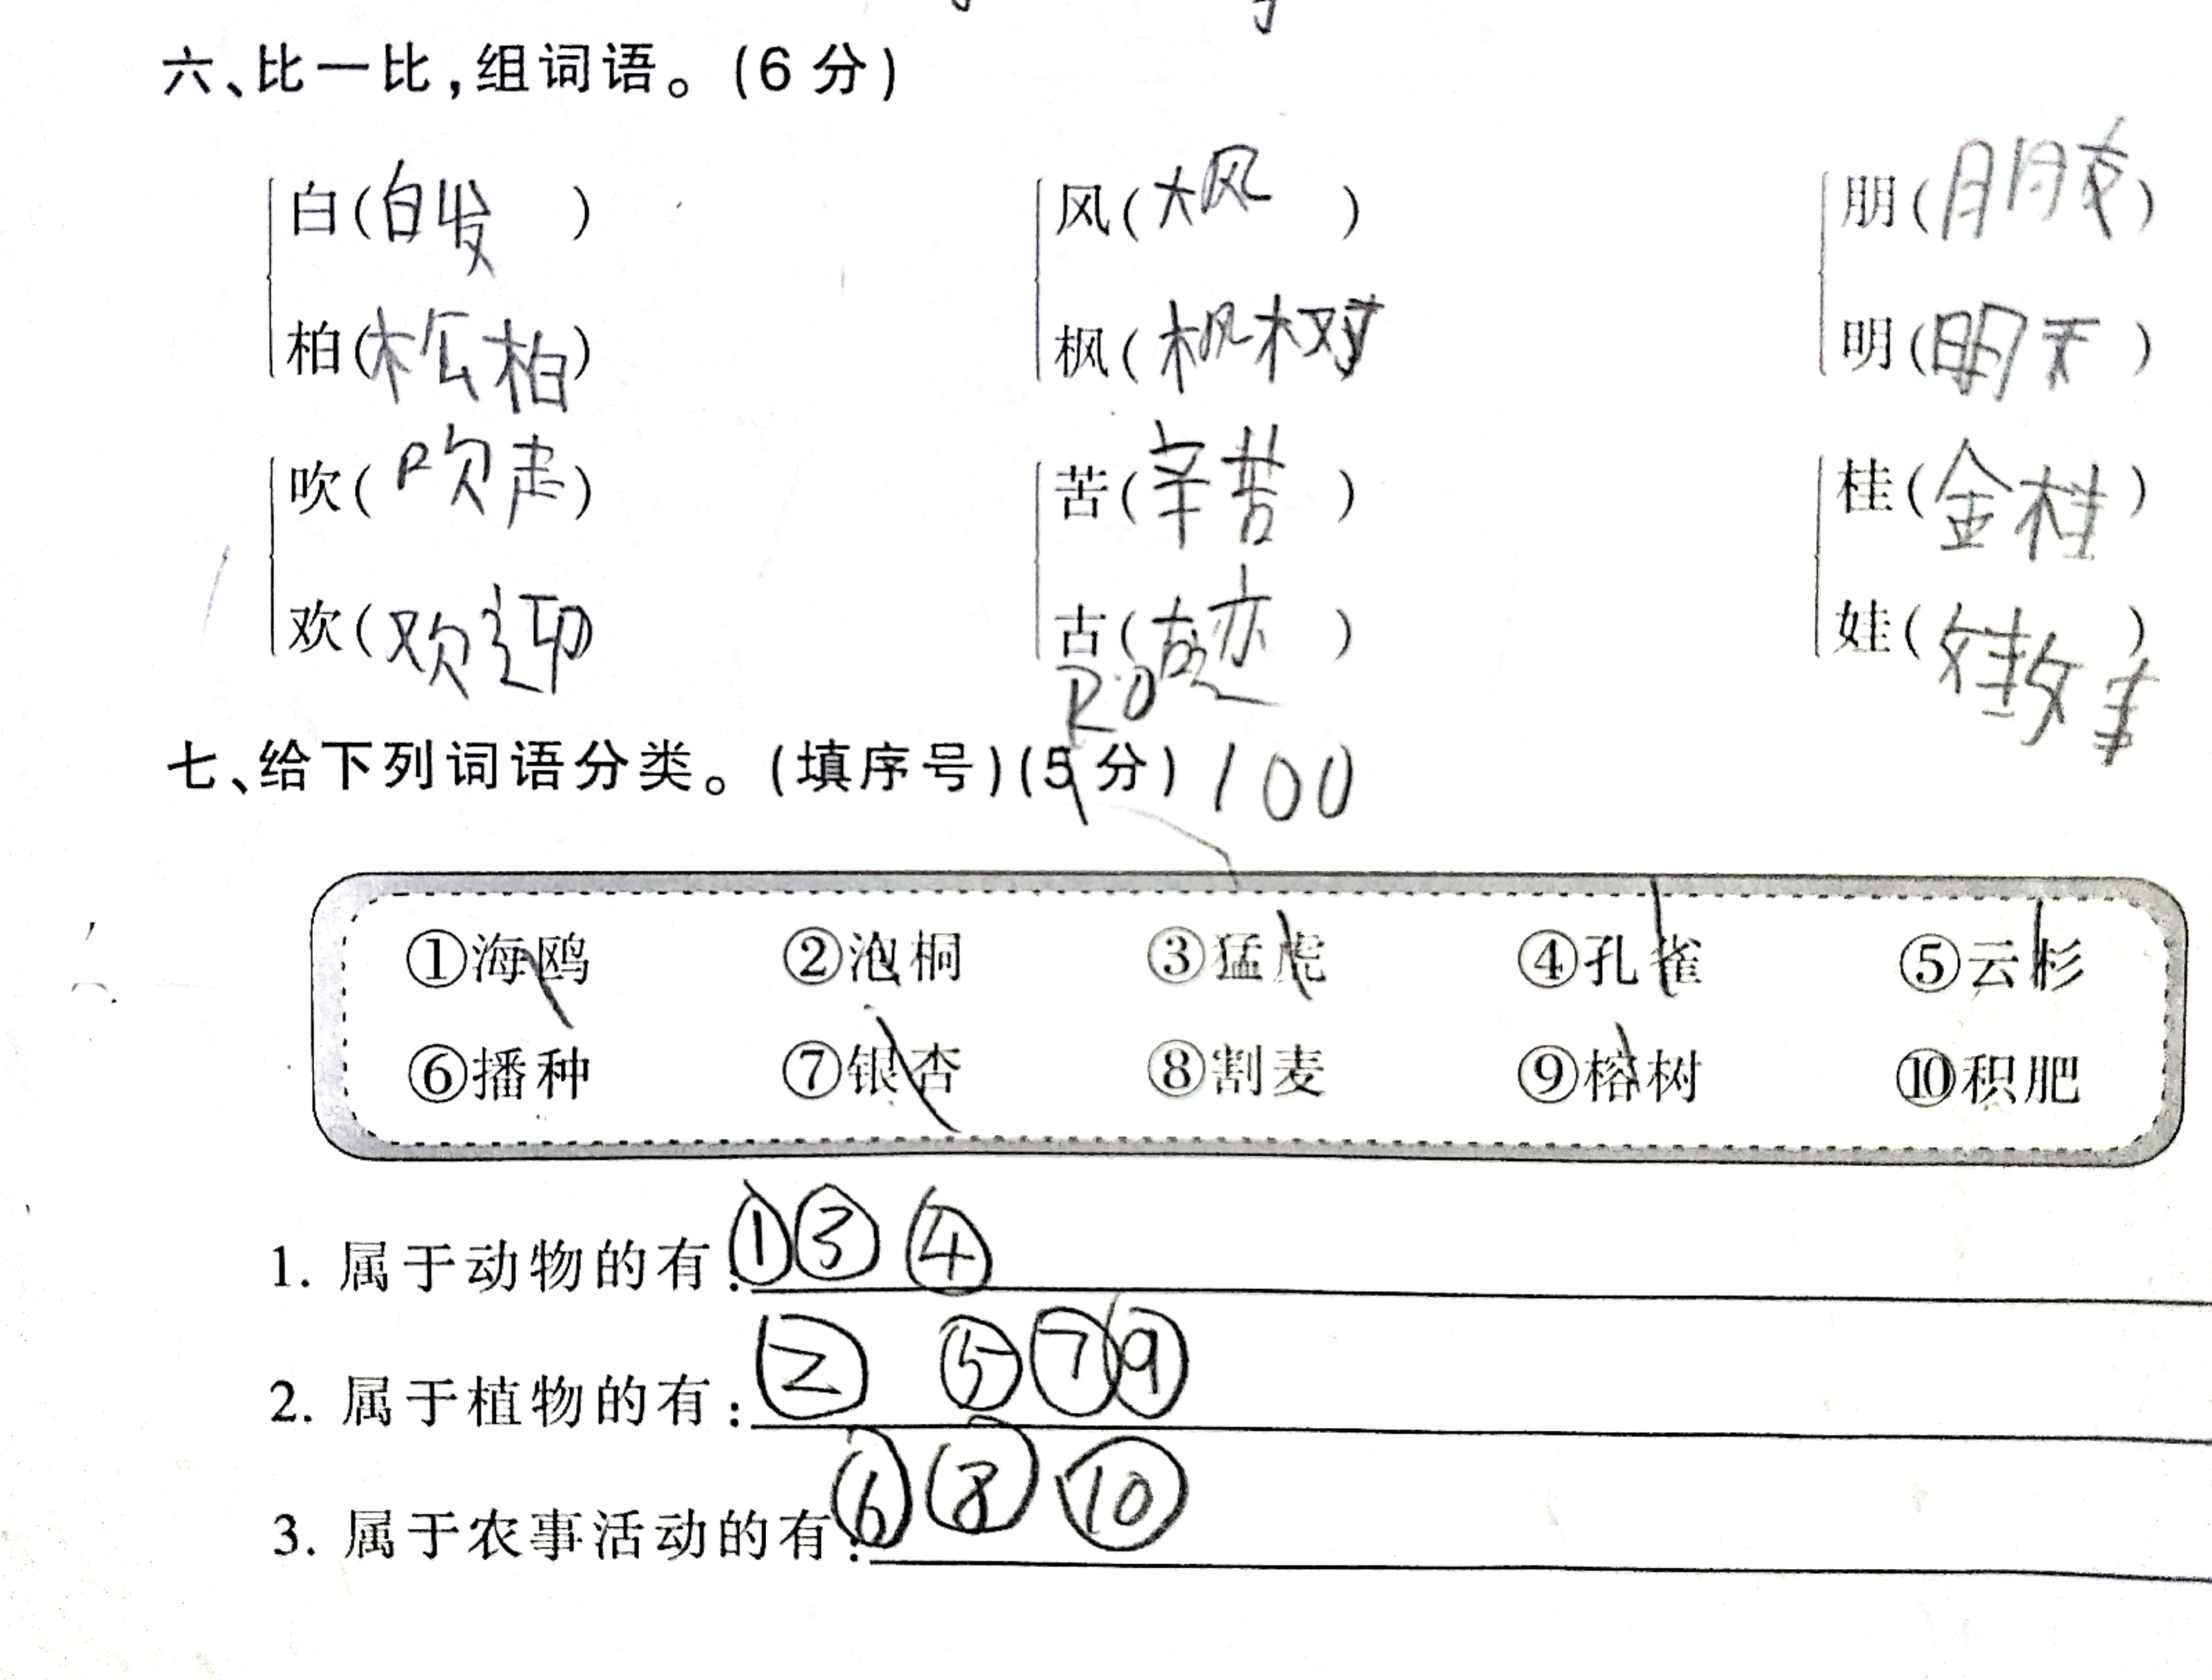 六、比一比,组词语。(6分)
白(白发) 风(大风) 朋(朋友)
柏(松柏) 枫(枫树) 明(明天)
吹(吹走) 苦(辛苦) 桂(金桂)
欢(欢迎) 古(古迹) 娃(娃娃)
七、给下列词语分类。(填序号)(5分) 100
①海鸥 ②泡桐 ③猛虎 ④孔雀 ⑤云杉
⑥播种 ⑦银杏 ⑧割麦 ⑨榕树 ⑩积肥
1. 属于动物的有:①③④
2. 属于植物的有:②⑤⑦⑨
3. 属于农事活动的有:⑥⑧⑩